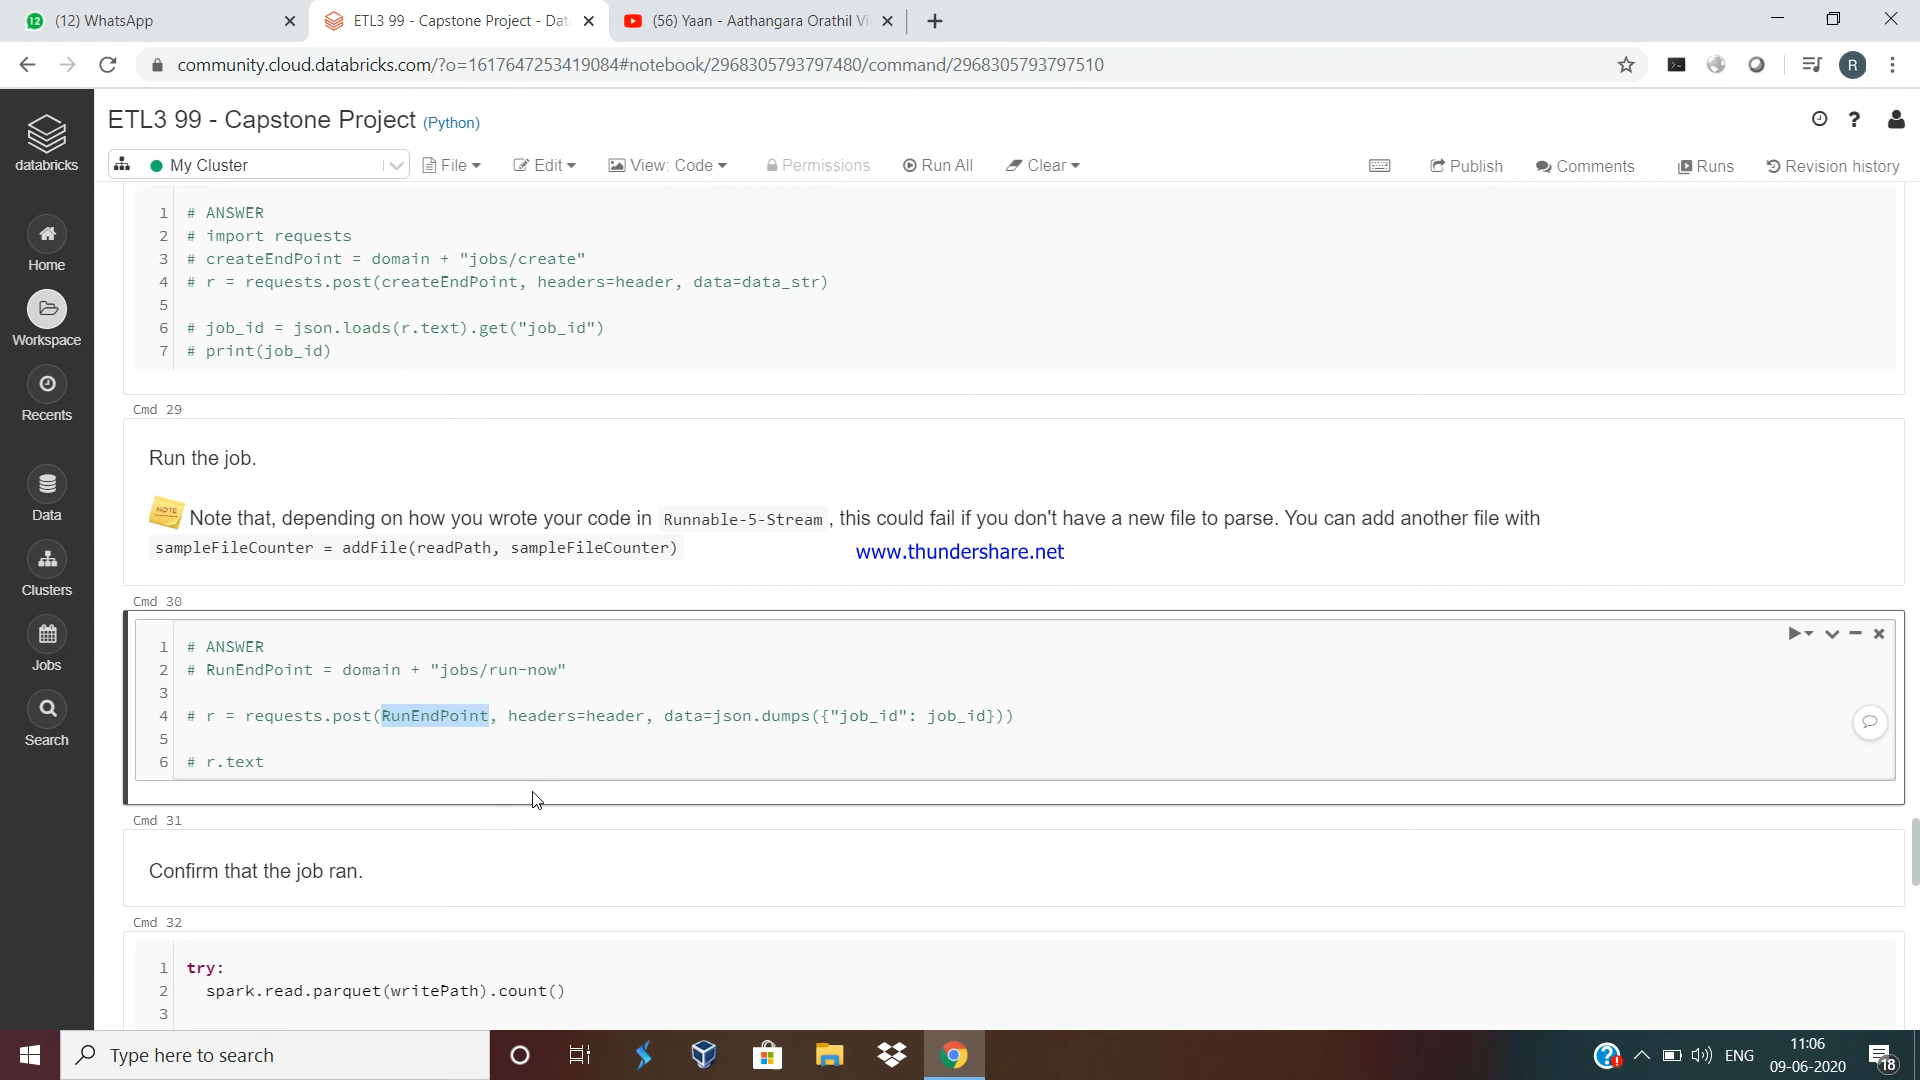 12
(12) WhatsApp
ETL3 99 - Capstone Project - Dat
(56) Yaan - Aathangara Orathil Vi
community.cloud.databricks.com/?o=1617647253419084#notebook/2968305793797480/command/2968305793797510
R
databricks
Home
Workspace
Recents
Data
Clusters
Jobs
Search
ETL3 99 - Capstone Project (Python)
My Cluster
File
Edit
View: Code
Permissions
Run All
Clear
Publish
Comments
Runs
Revision history
1 # ANSWER
2 # import requests
3 # createEndPoint = domain + "jobs/create"
4 # r = requests.post(createEndPoint, headers=header, data=data_str)
5
6 # job_id = json.loads(r.text).get("job_id")
7 # print(job_id)
Cmd 29
Run the job.
NOTE Note that, depending on how you wrote your code in Runnable-5-Stream, this could fail if you don't have a new file to parse. You can add another file with
sampleFileCounter = addFile(readPath, sampleFileCounter)
www.thundershare.net
Cmd 30
1 # ANSWER
2 # RunEndPoint = domain + "jobs/run-now"
3
4 # r = requests.post(RunEndPoint, headers=header, data=json.dumps({"job_id": job_id}))
5
6 # r.text
Cmd 31
Confirm that the job ran.
Cmd 32
1 try:
2 spark.read.parquet(writePath).count()
3
Type here to search
ENG
11:06
09-06-2020
18